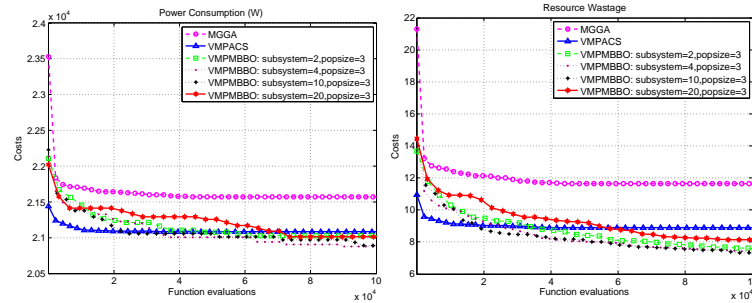 Power Consumption (W)
x 10^4
2.4
2.35
2.3
2.25
2.2
2.15
2.1
2.05
Costs
MGGA
VMPACS
VMPMBBO: subsystem=2,popsize=3
VMPMBBO: subsystem=4,popsize=3
VMPMBBO: subsystem=10,popsize=3
VMPMBBO: subsystem=20,popsize=3
2 4 6 8 10
Function evaluations
x 10^4
Resource Wastage
22
20
18
16
14
12
10
8
6
Costs
MGGA
VMPACS
VMPMBBO: subsystem=2,popsize=3
VMPMBBO: subsystem=4,popsize=3
VMPMBBO: subsystem=10,popsize=3
VMPMBBO: subsystem=20,popsize=3
2 4 6 8 10
Function evaluations
x 10^4